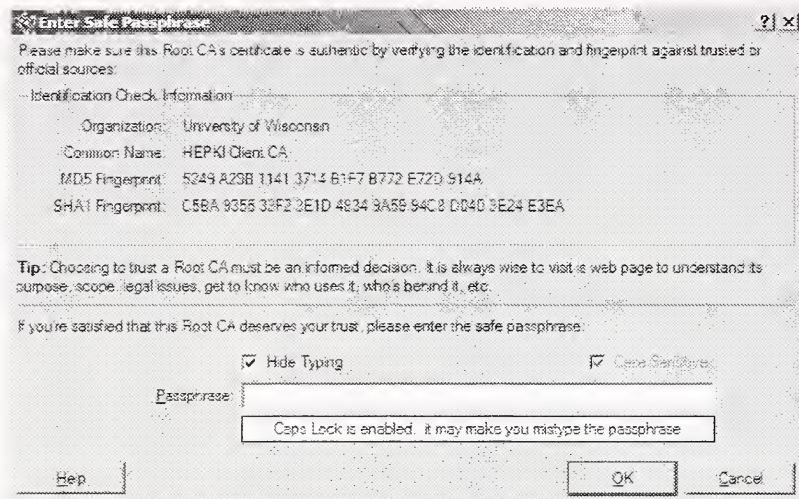 Enter Safe Passphrase
Please make sure this Root CA's certificate is authentic by verifying the identification and fingerprint against trusted or
official sources:
Identification Check Information
Organization: University of Wisconsin
Common Name: HEPKI Client CA
MD5 Fingerprint: 5249 A23B 1141 3714 B1F7 B772 E72D 914A
SHA1 Fingerprint: C5BA 9355 33F2 2E1D 4834 9A59 94C8 D040 3E24 E3EA
Tip: Choosing to trust a Root CA must be an informed decision. It is always wise to visit is web page to understand its
purpose, scope, legal issues, get to know who uses it, who's behind it, etc.
If you're satisfied that this Root CA deserves your trust, please enter the safe passphrase:
Hide Typing Case Sensitive
Passphrase:
Caps Lock is enabled. it may make you mistype the passphrase
Help OK Cancel